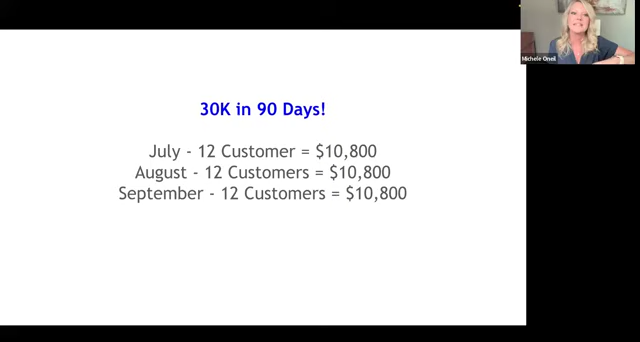 30K in 90 Days!
July - 12 Customer = $10,800
August - 12 Customers = $10,800
September - 12 Customers = $10,800
Michele Oneil